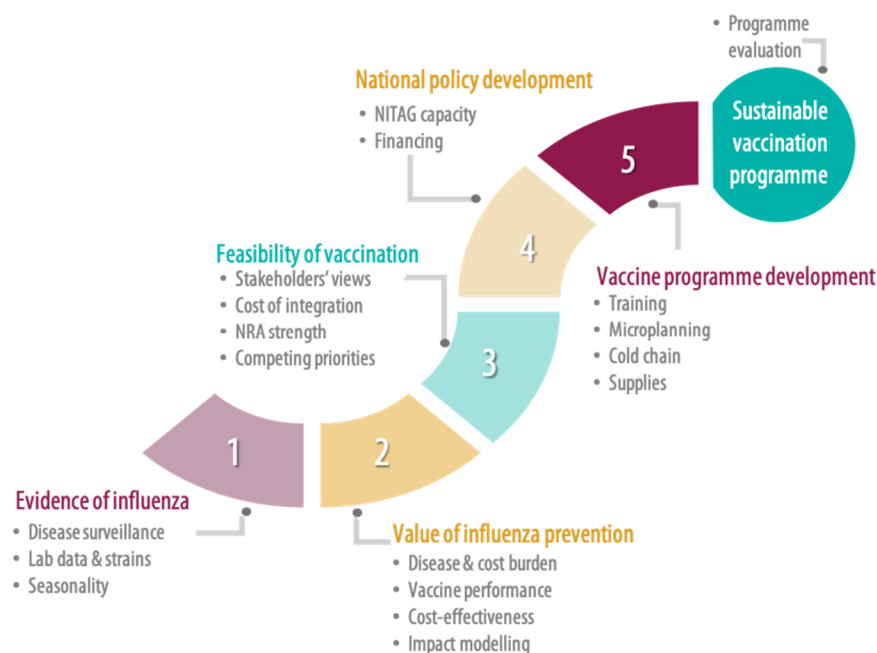 1
Evidence of influenza
• Disease surveillance
• Lab data & strains
• Seasonality
2
Value of influenza prevention
• Disease & cost burden
• Vaccine performance
• Cost-effectiveness
• Impact modelling
3
Feasibility of vaccination
• Stakeholders' views
• Cost of integration
• NRA strength
• Competing priorities
4
National policy development
• NITAG capacity
• Financing
5
Vaccine programme development
• Training
• Microplanning
• Cold chain
• Supplies
Sustainable
vaccination
programme
• Programme
evaluation